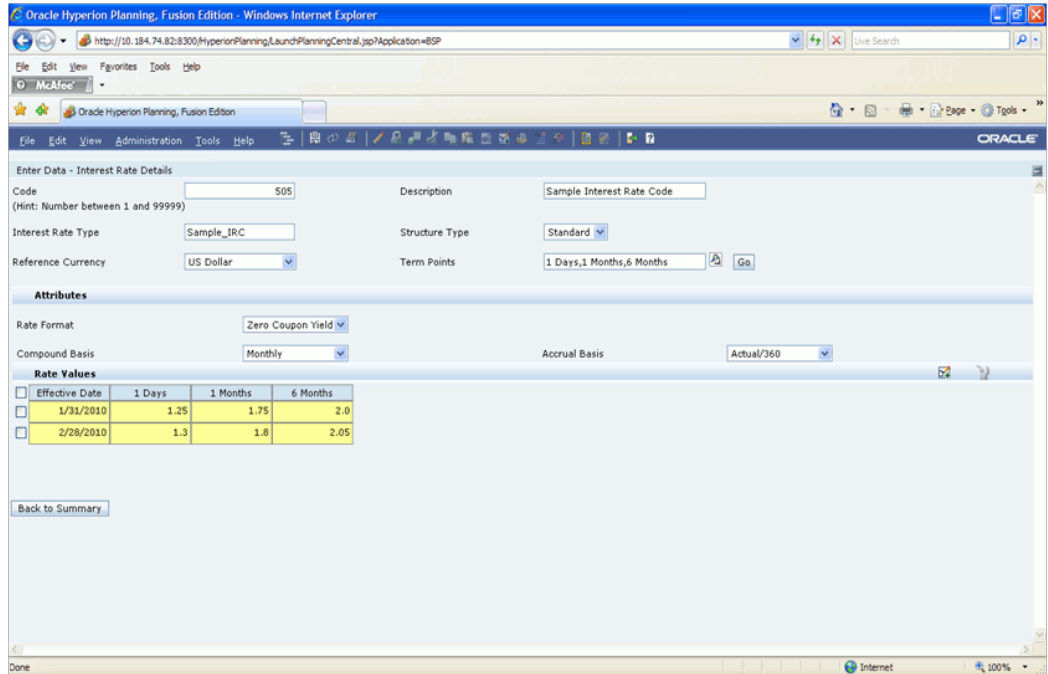 Oracle Hyperion Planning, Fusion Edition - Windows Internet Explorer
http://10.184.74.82:8300/HyperionPlanning/LaunchPlanningCentral.jsp?Application=BSP
Live Search
File Edit View Favorites Tools Help
McAfee
Oracle Hyperion Planning, Fusion Edition
Page Tools
File Edit View Administration Tools Help
ORACLE
Enter Data - Interest Rate Details
Code 505 Description Sample Interest Rate Code
(Hint: Number between 1 and 99999)
Interest Rate Type Sample_IRC Structure Type Standard
Reference Currency US Dollar Term Points 1 Days,1 Months,6 Months Go
Attributes
Rate Format Zero Coupon Yield
Compound Basis Monthly Accrual Basis Actual/360
Rate Values
Effective Date 1 Days 1 Months 6 Months
1/31/2010 1.25 1.75 2.0
2/28/2010 1.3 1.8 2.05
Back to Summary
Done Internet 100%